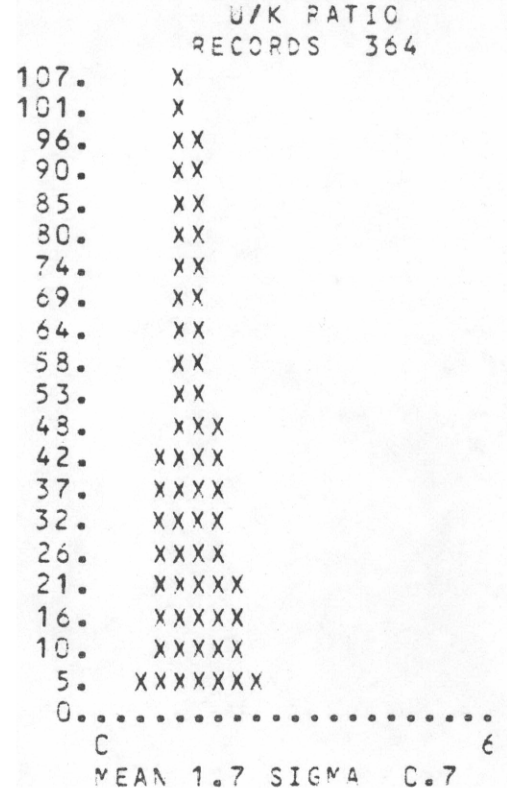 U/K RATIO
RECORDS 364
107. X
101. X
96. XX
90. XX
85. XX
80. XX
74. XX
69. XX
64. XX
58. XX
53. XX
48. XXX
42. XXXX
37. XXXX
32. XXXX
26. XXXX
21. XXXXX
16. XXXXX
10. XXXXX
5. XXXXXXX
0......................
0 6
MEAN 1.7 SIGMA 0.7